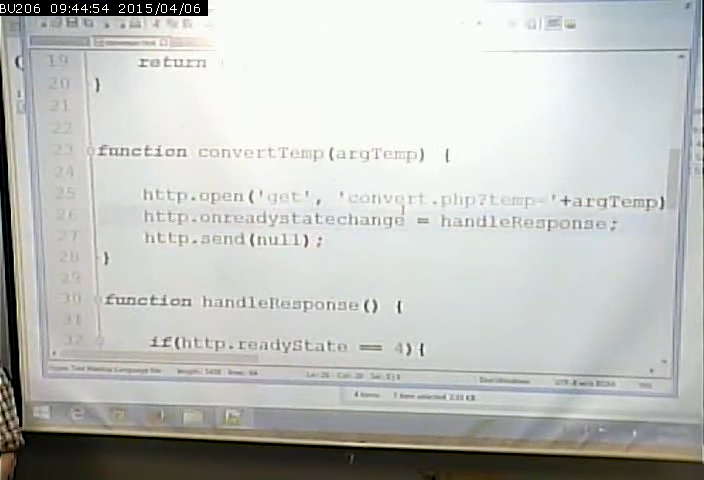 BU206 09:44:54 2015/04/06
19 return
20 }
21
22
23 function convertTemp(argTemp) {
24
25 http.open('get', 'convert.php?temp='+argTemp)
26 http.onreadystatechange = handleResponse;
27 http.send(null);
28 }
29
30 function handleResponse() {
31
32 if(http.readyState == 4){